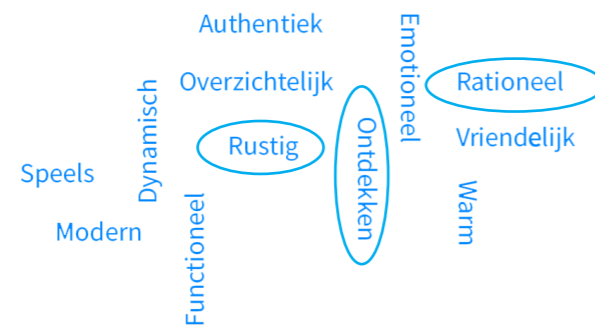 Authentiek
Emotioneel
Overzichtelijk
Rationeel
Dynamisch
Rustig
Ontdekken
Vriendelijk
Speels
Warm
Modern
Functioneel